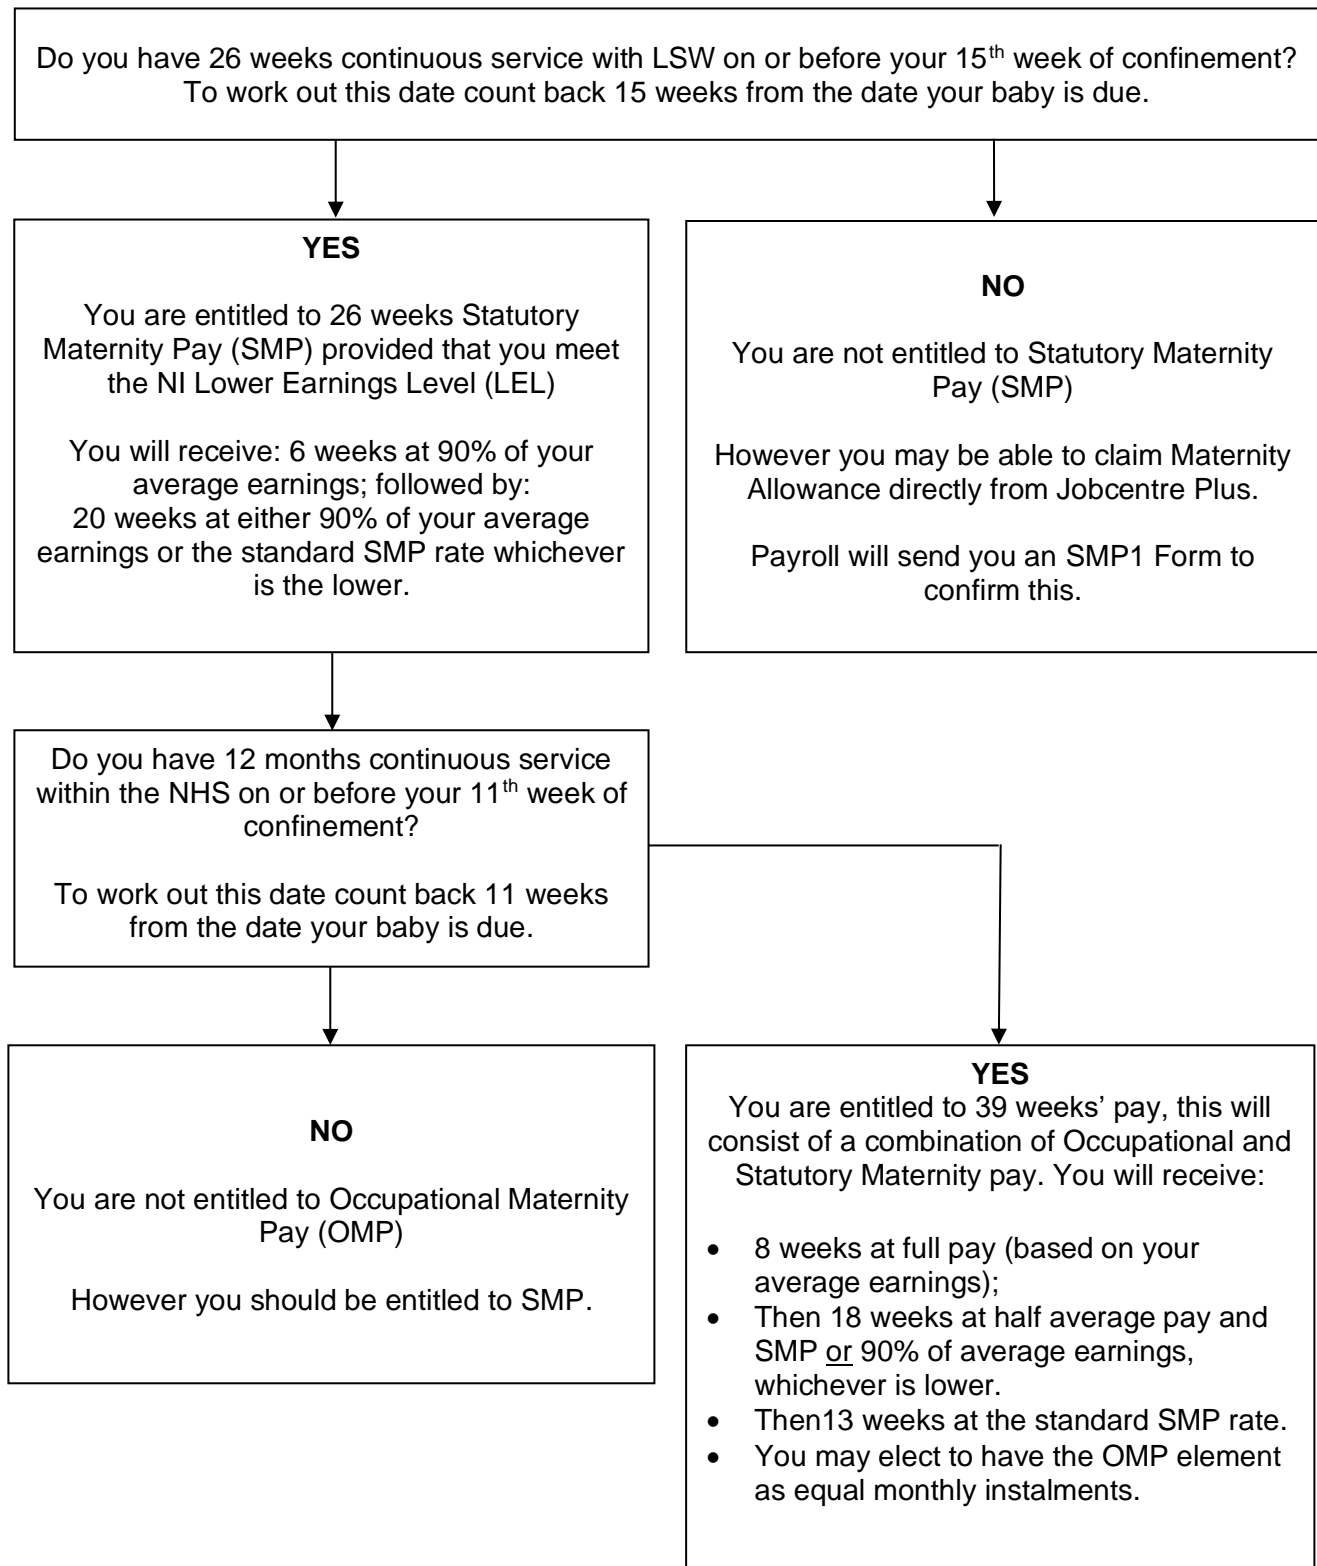 Do you have 26 weeks continuous service with LSW on or before your 15th week of confinement?
To work out this date count back 15 weeks from the date your baby is due.
YES
You are entitled to 26 weeks Statutory
Maternity Pay (SMP) provided that you meet
the NI Lower Earnings Level (LEL)
You will receive: 6 weeks at 90% of your
average earnings; followed by:
20 weeks at either 90% of your average
earnings or the standard SMP rate whichever
is the lower.
NO
You are not entitled to Statutory Maternity
Pay (SMP)
However you may be able to claim Maternity
Allowance directly from Jobcentre Plus.
Payroll will send you an SMP1 Form to
confirm this.
Do you have 12 months continuous service
within the NHS on or before your 11th week of
confinement?
To work out this date count back 11 weeks
from the date your baby is due.
NO
You are not entitled to Occupational Maternity
Pay (OMP)
However you should be entitled to SMP.
YES
You are entitled to 39 weeks’ pay, this will
consist of a combination of Occupational and
Statutory Maternity pay. You will receive:
• 8 weeks at full pay (based on your
average earnings);
• Then 18 weeks at half average pay and
SMP or 90% of average earnings,
whichever is lower.
• Then13 weeks at the standard SMP rate.
• You may elect to have the OMP element
as equal monthly instalments.